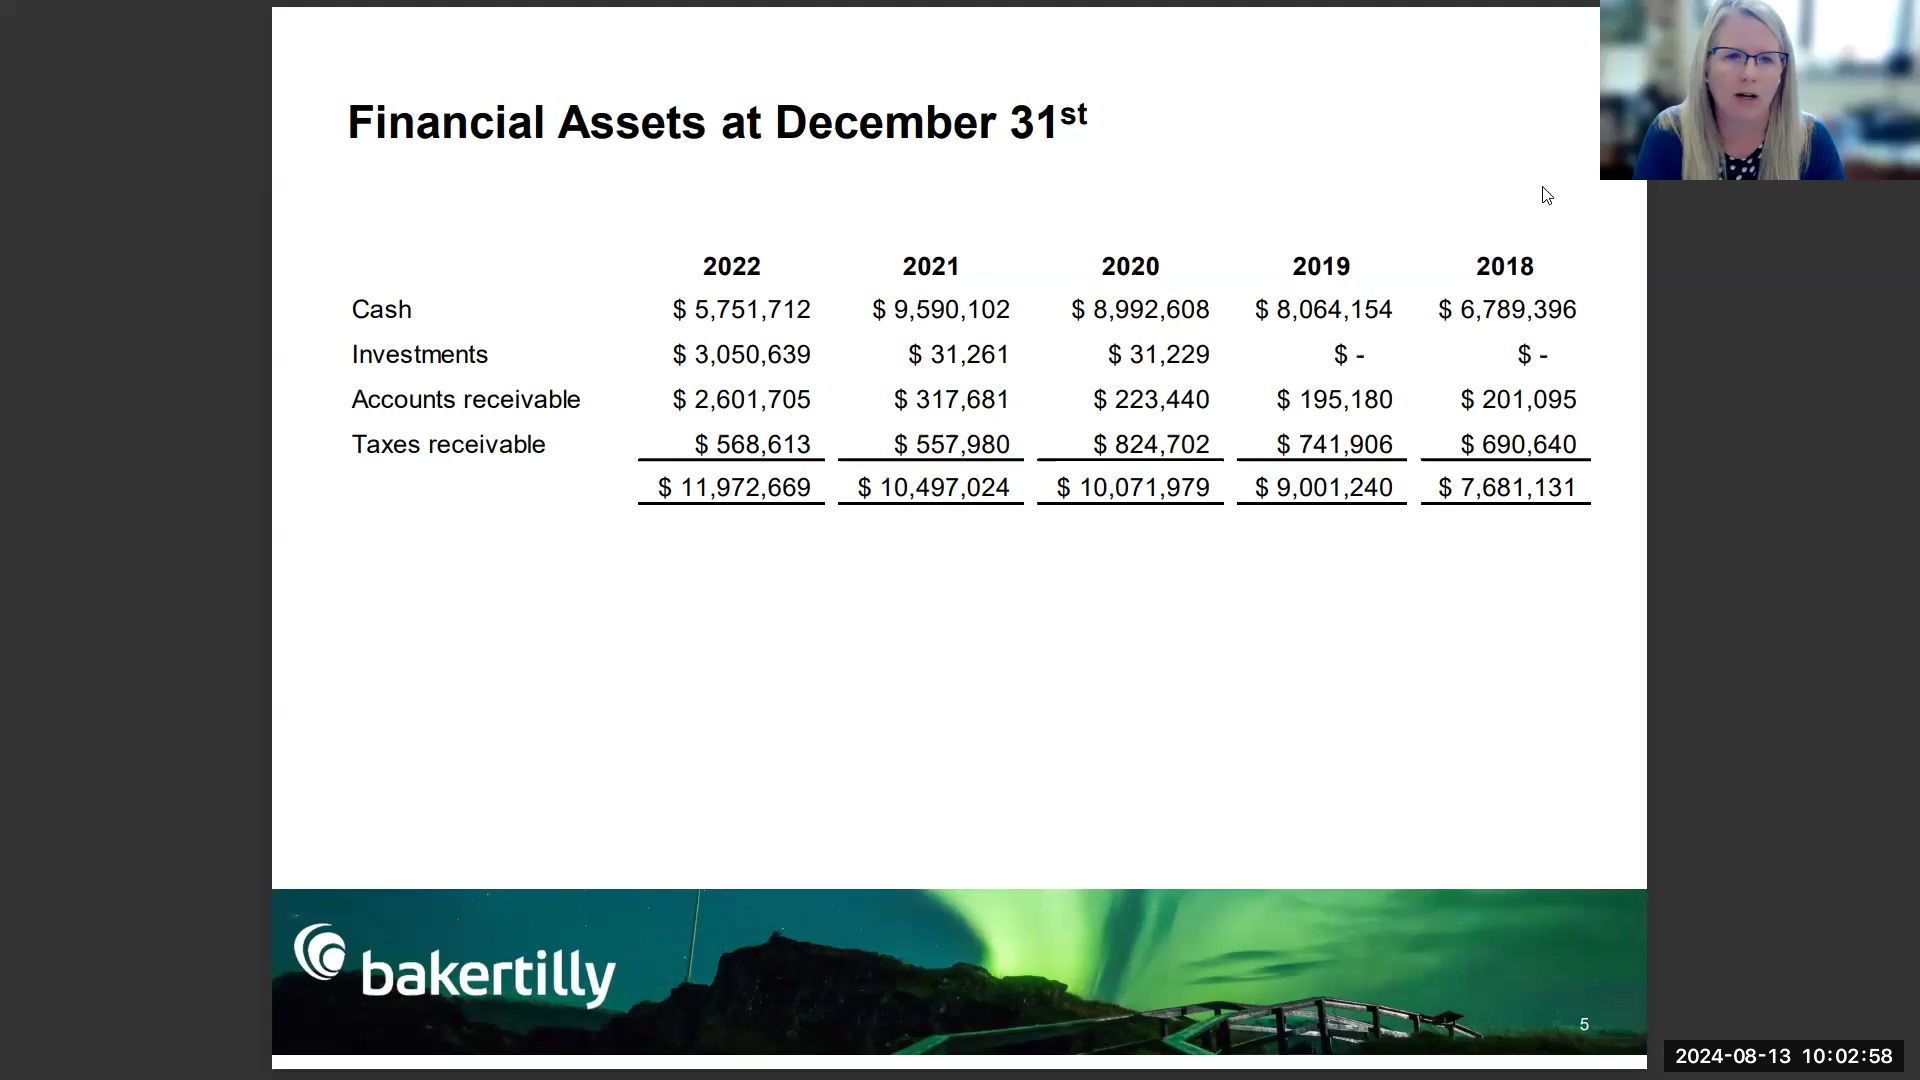 Financial Assets at December 31st
2022 2021 2020 2019 2018
Cash $ 5,751,712 $ 9,590,102 $ 8,992,608 $ 8,064,154 $ 6,789,396
Investments $ 3,050,639 $ 31,261 $ 31,229 $ - $ -
Accounts receivable $ 2,601,705 $ 317,681 $ 223,440 $ 195,180 $ 201,095
Taxes receivable $ 568,613 $ 557,980 $ 824,702 $ 741,906 $ 690,640
$ 11,972,669 $ 10,497,024 $ 10,071,979 $ 9,001,240 $ 7,681,131
bakertilly
5
2024-08-13 10:02:58